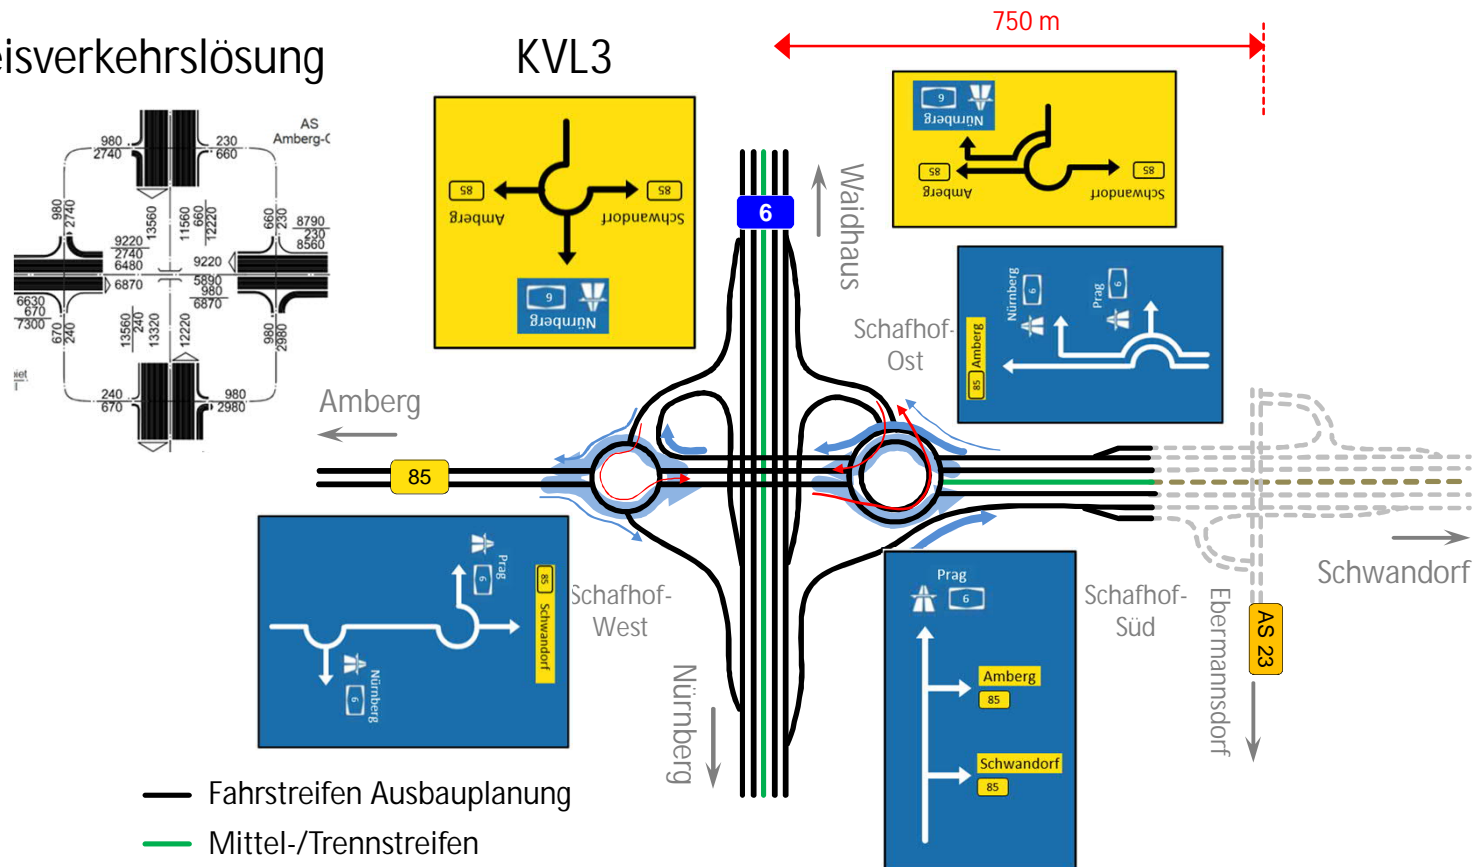 eisverkehrslösung
KVL3
750 m
AS
Amberg-C
980
2740
230
660
980
2740
13560
11560
660
12220
660
230
8790
230
8560
9220
2740
6480
9220
6870
5890
980
6870
6630
670
7300
670
240
13560
240
13320
12220
980
2980
240
670
980
2980
biet
85
Amberg
85
Schwandorf
6
Nürnberg
6
Waidhaus
6
Nürnberg
85
Amberg
85
Schwandorf
Schafhof-
Ost
Nürnberg
6
Prag
6
85 Amberg
Amberg
85
Prag
6
85 Schwandorf
Nürnberg
6
Schafhof-
West
Nürnberg
Prag
6
Amberg
85
Schwandorf
85
Schafhof-
Süd
Ebermannsdorf
AS 23
Schwandorf
Fahrstreifen Ausbauplanung
Mittel-/Trennstreifen